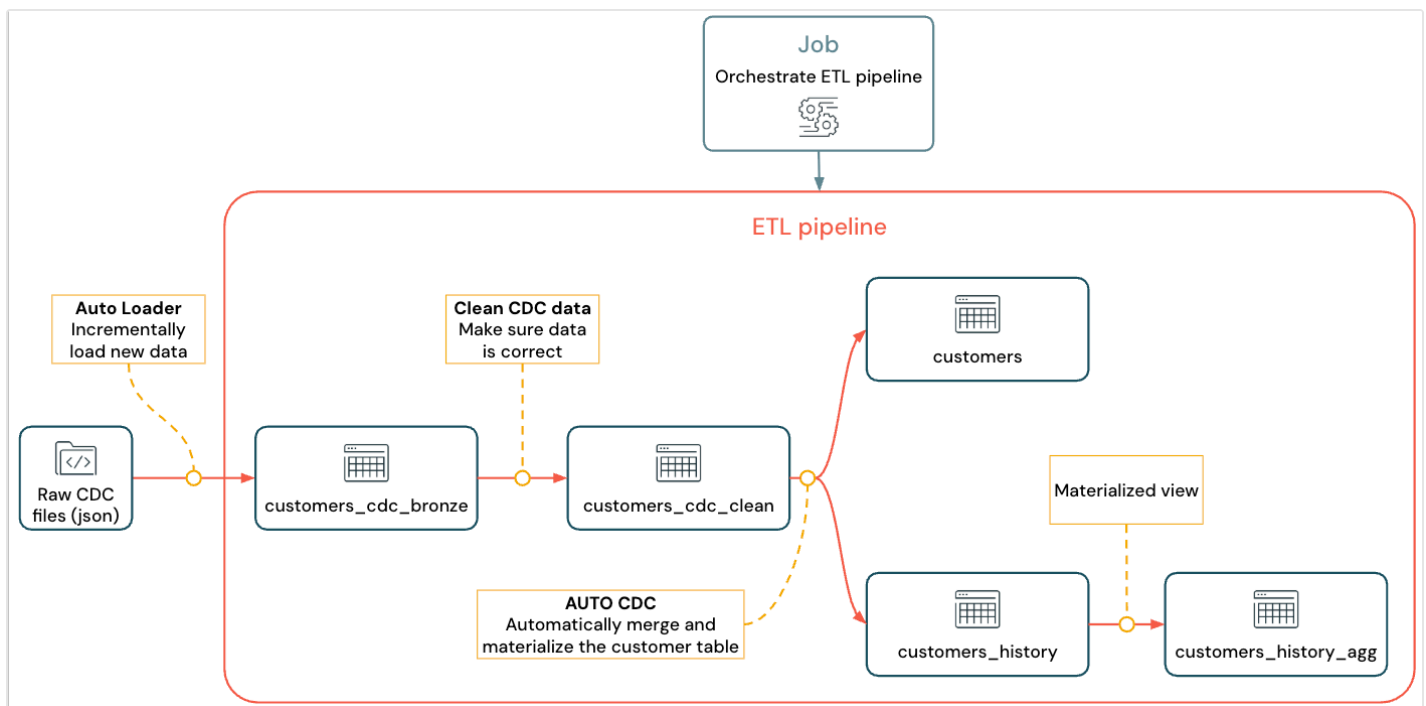 Job
Orchestrate ETL pipeline
ETL pipeline
Auto Loader
Incrementally
load new data
Clean CDC data
Make sure data
is correct
customers
Raw CDC
files (json)
customers_cdc_bronze
customers_cdc_clean
Materialized view
AUTO CDC
Automatically merge and
materialize the customer table
customers_history
customers_history_agg